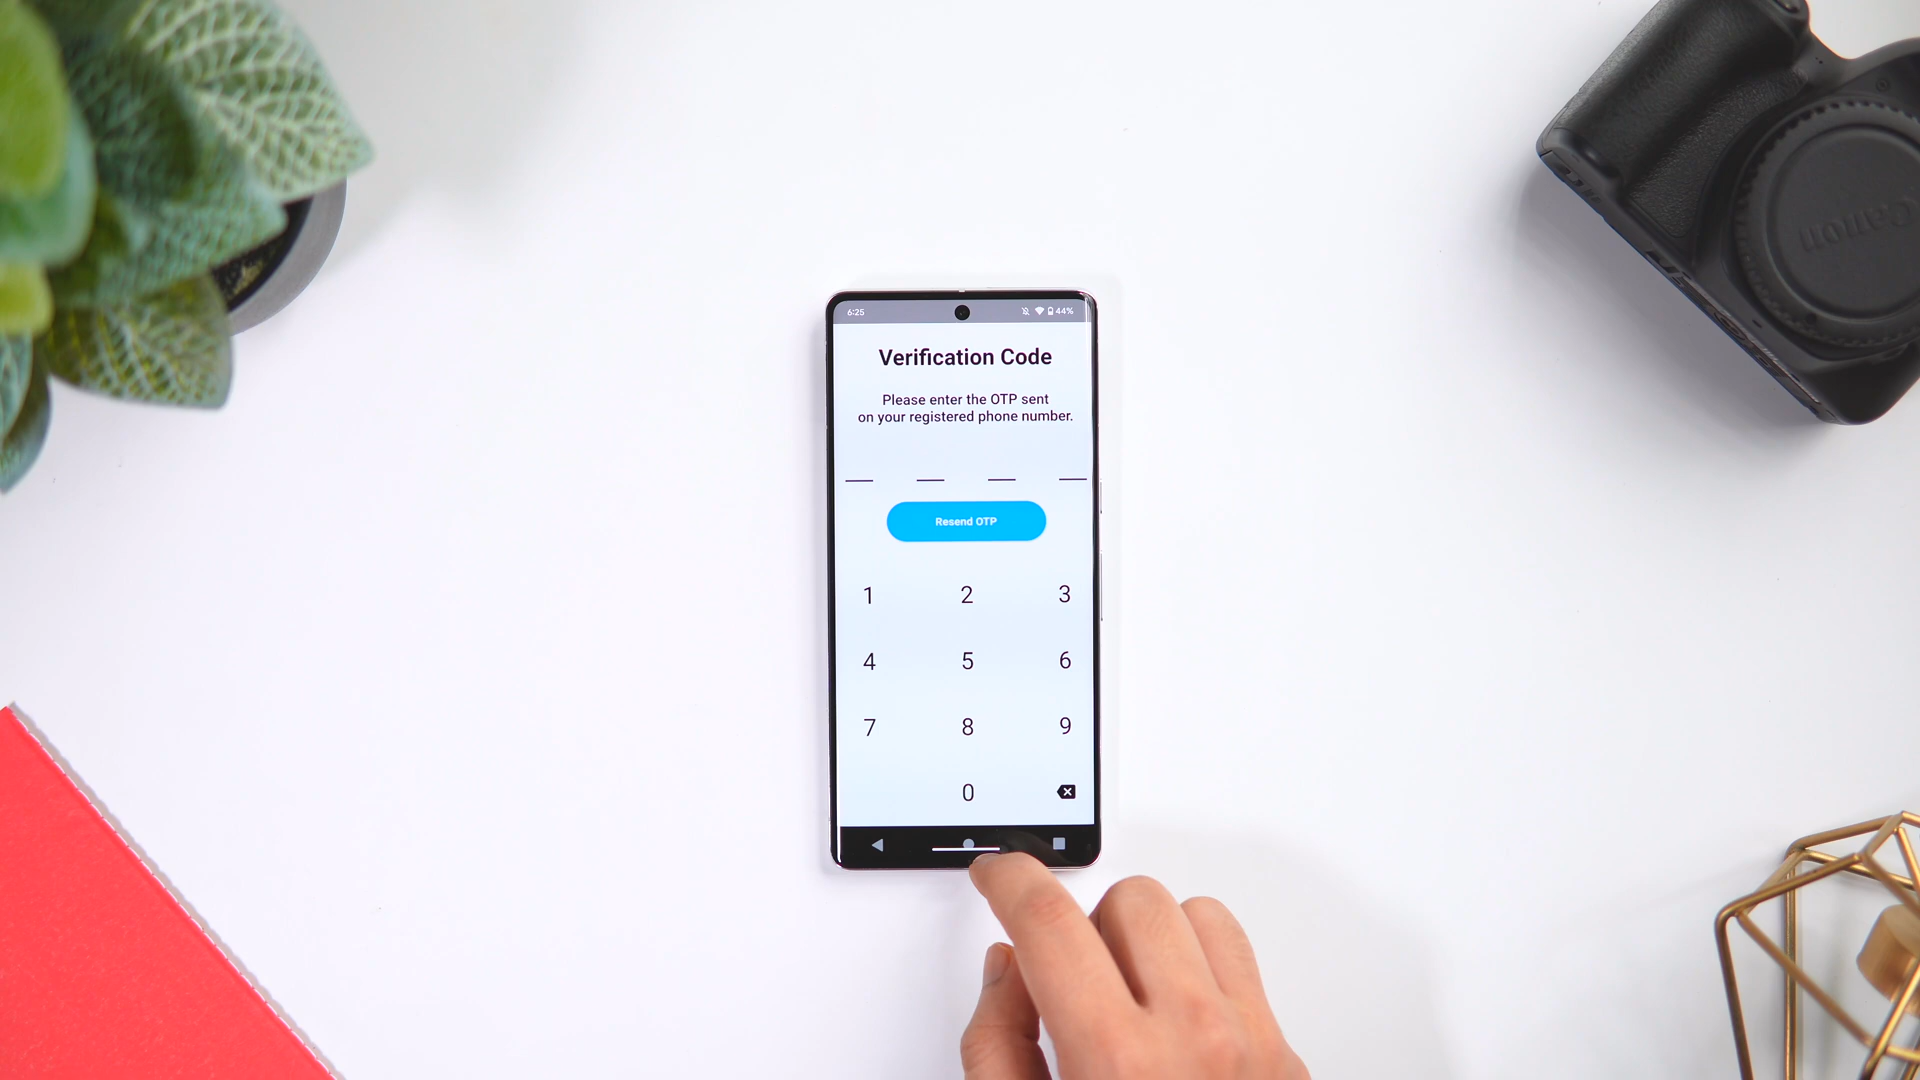 6:25
44%
Verification Code
Please enter the OTP sent
on your registered phone number.
Resend OTP
1 2 3
4 5 6
7 8 9
0
Canon